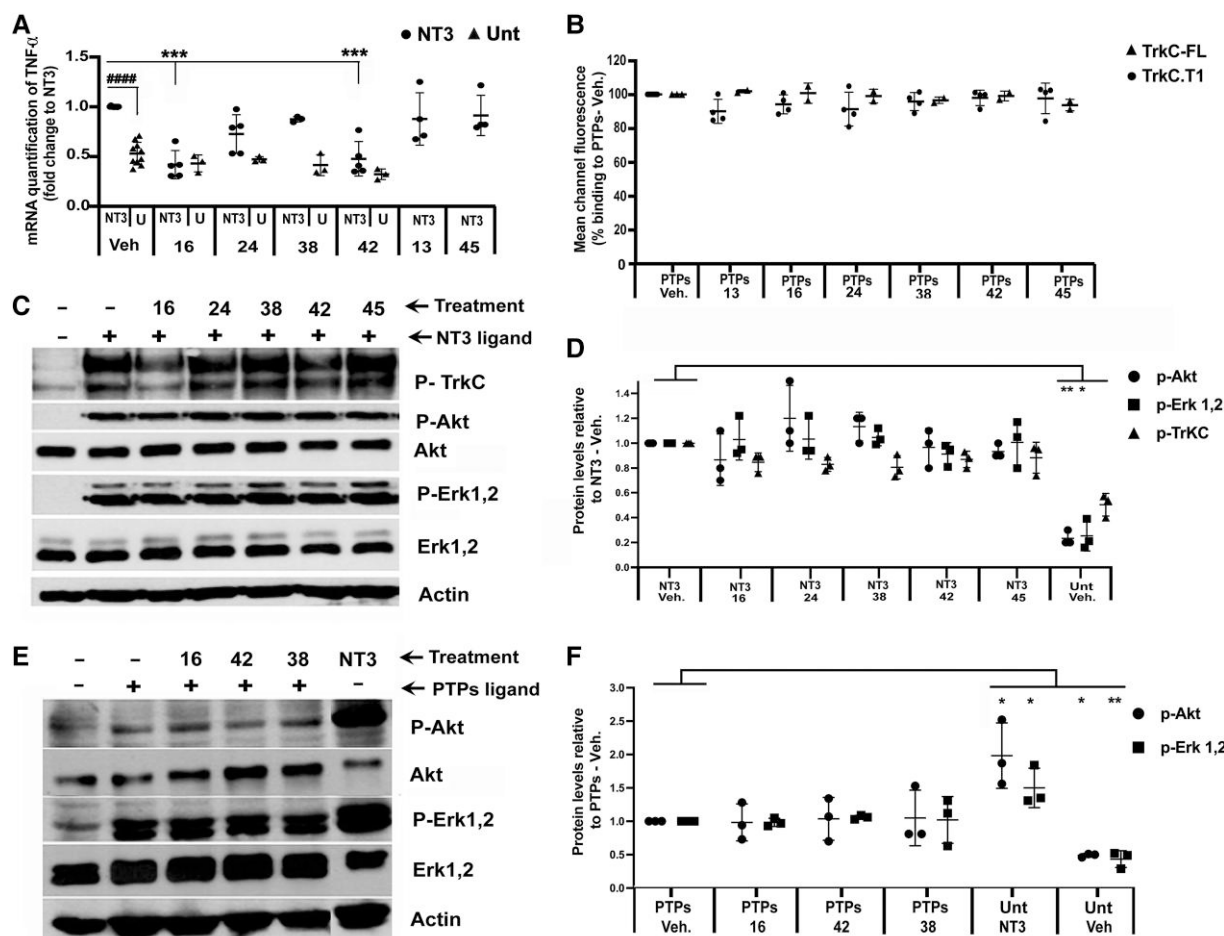 A
● NT3 ▲ Unt
mRNA quantification of TNF-α
(fold change to NT3)
1.5
1.0
0.5
0.0
####
***
***
NT3 U NT3 U NT3 U NT3 U NT3 U NT3 NT3
Veh 16 24 38 42 13 45
B
▲ TrkC-FL
● TrkC.T1
Mean channel fluorescence
(% binding to PTPs- Veh.)
120
100
80
60
40
20
0
PTPs PTPs PTPs PTPs PTPs PTPs PTPs
Veh. 13 16 24 38 42 45
C
– – 16 24 38 42 45 ← Treatment
– + + + + + + ← NT3 ligand
P- TrkC
P-Akt
Akt
P-Erk1,2
Erk1,2
Actin
D
● p-Akt
■ p-Erk 1,2
▲ p-TrKC
Protein levels relative
to NT3 - Veh.
1.4
1.2
1.0
0.8
0.6
0.4
0.2
0.0
** *
NT3 NT3 NT3 NT3 NT3 NT3 Unt
Veh. 16 24 38 42 45 Veh.
E
– – 16 42 38 NT3 ← Treatment
– + + + + – ← PTPs ligand
P-Akt
Akt
P-Erk1,2
Erk1,2
Actin
F
● p-Akt
■ p-Erk 1,2
Protein levels relative
to PTPs - Veh.
3.0
2.5
2.0
1.5
1.0
0.5
0.0
* * * **
PTPs PTPs PTPs PTPs Unt Unt
Veh. 16 42 38 NT3 Veh